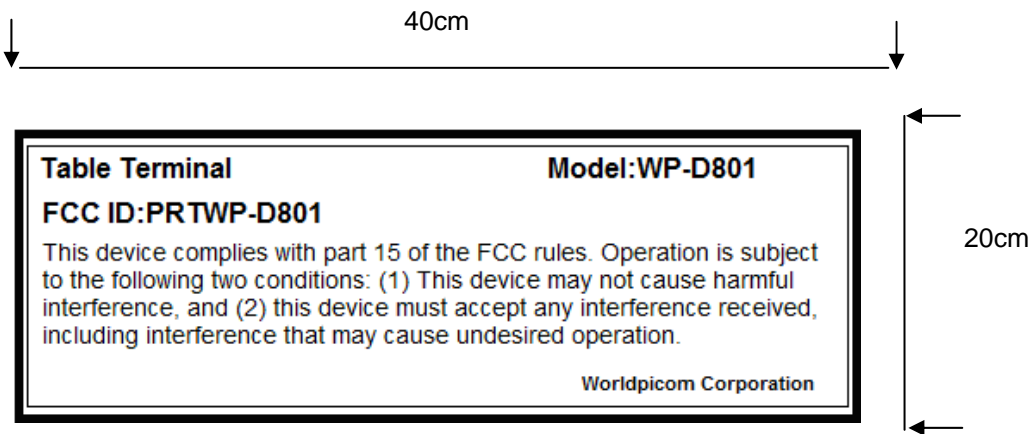 40cm
Table Terminal Model:WP-D801
FCC ID:PRTWP-D801
20cm
This device complies with part 15 of the FCC rules. Operation is subject
to the following two conditions: (1) This device may not cause harmful
interference, and (2) this device must accept any interference received,
including interference that may cause undesired operation.
Worldpicom Corporation